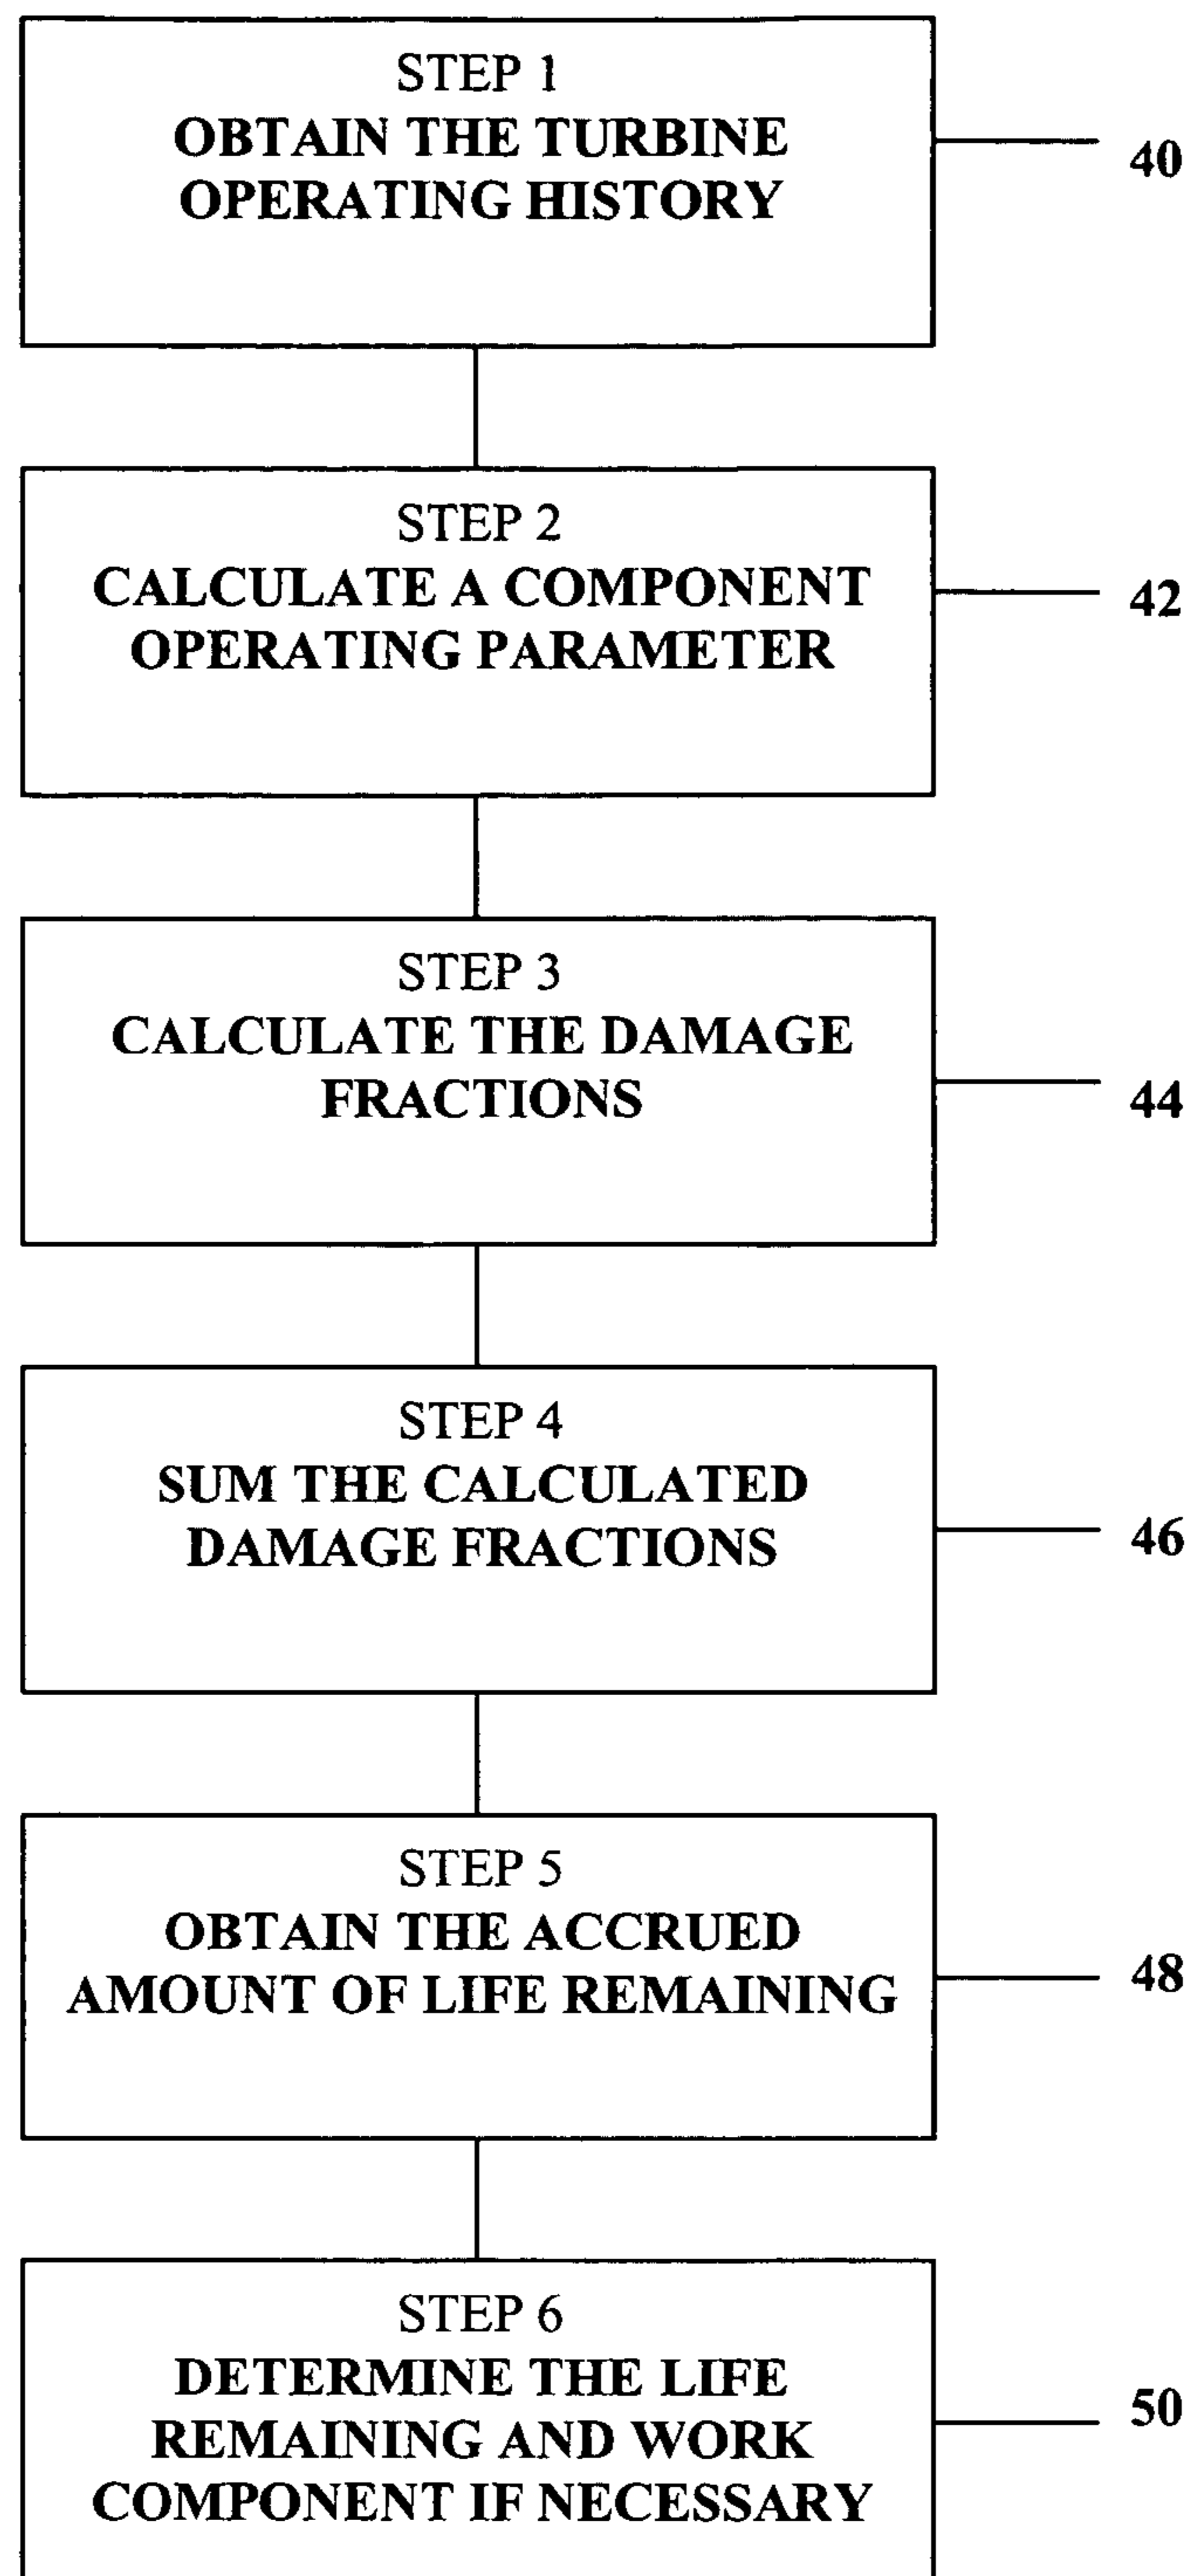 STEP 1
OBTAIN THE TURBINE
OPERATING HISTORY
40
STEP 2
CALCULATE A COMPONENT
OPERATING PARAMETER
42
STEP 3
CALCULATE THE DAMAGE
FRACTIONS
44
STEP 4
SUM THE CALCULATED
DAMAGE FRACTIONS
46
STEP 5
OBTAIN THE ACCRUED
AMOUNT OF LIFE REMAINING
48
STEP 6
DETERMINE THE LIFE
REMAINING AND WORK
COMPONENT IF NECESSARY
50